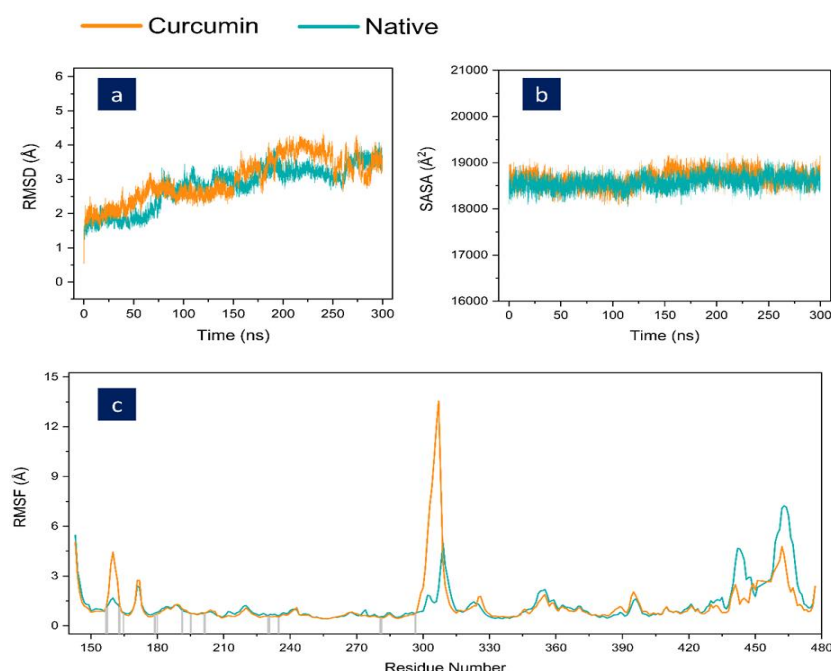 Curcumin Native
a
6
5
4
3
2
1
0
RMSD (Å)
0 50 100 150 200 250 300
Time (ns)
b
21000
20000
19000
18000
17000
16000
SASA (Å²)
0 50 100 150 200 250 300
Time (ns)
c
15
12
9
6
3
0
RMSF (Å)
150 180 210 240 270 300 330 360 390 420 450 480
Residue Number